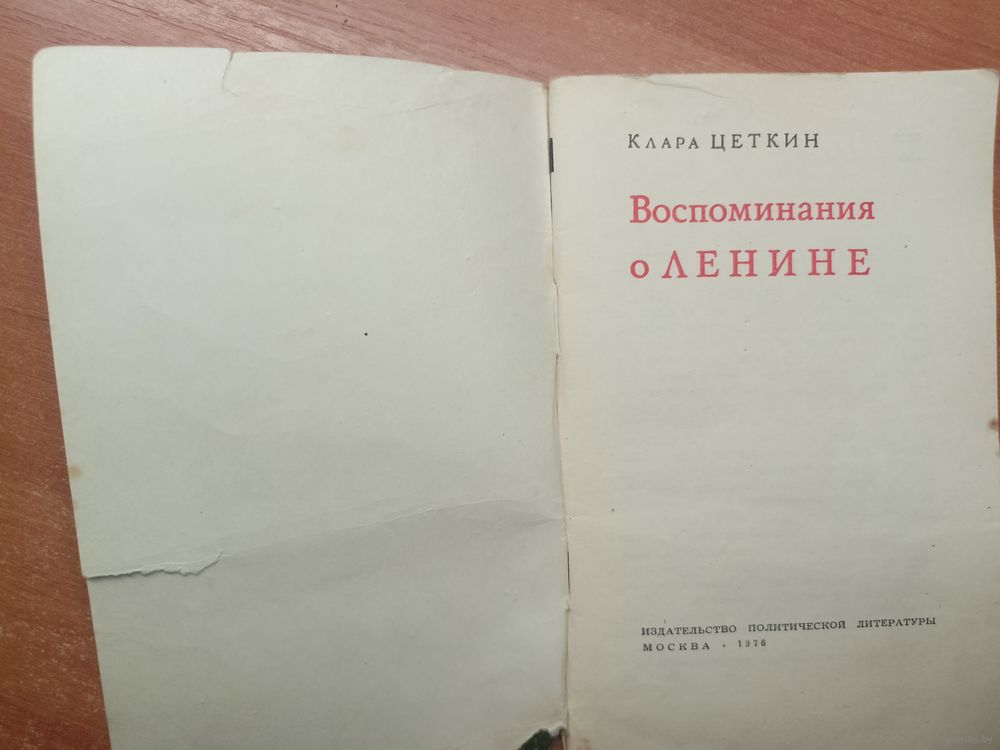 Клара ЦЕТКИН
Воспоминания
о ЛЕНИНЕ
ИЗДАТЕЛЬСТВО ПОЛИТИЧЕСКОЙ ЛИТЕРАТУРЫ
МОСКВА · 1976